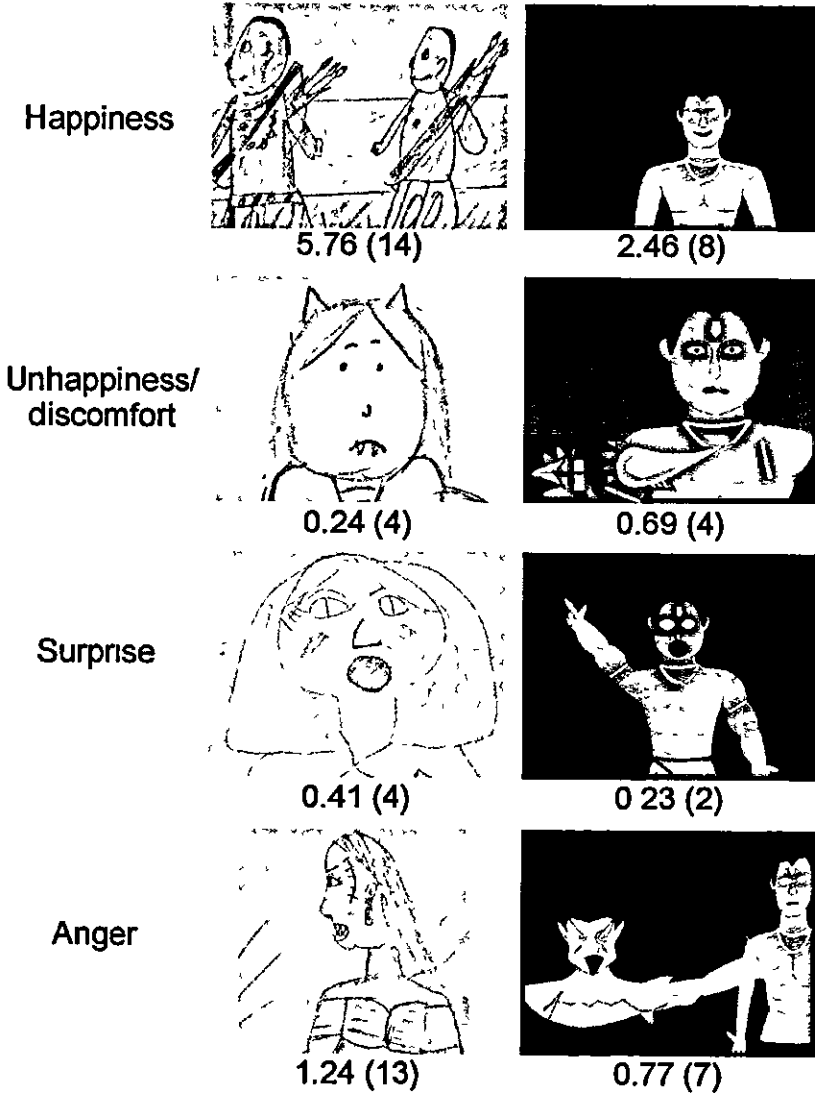 Happiness
5.76 (14)
2.46 (8)
Unhappiness/
discomfort
0.24 (4)
0.69 (4)
Surprise
0.41 (4)
0 23 (2)
Anger
1.24 (13)
0.77 (7)